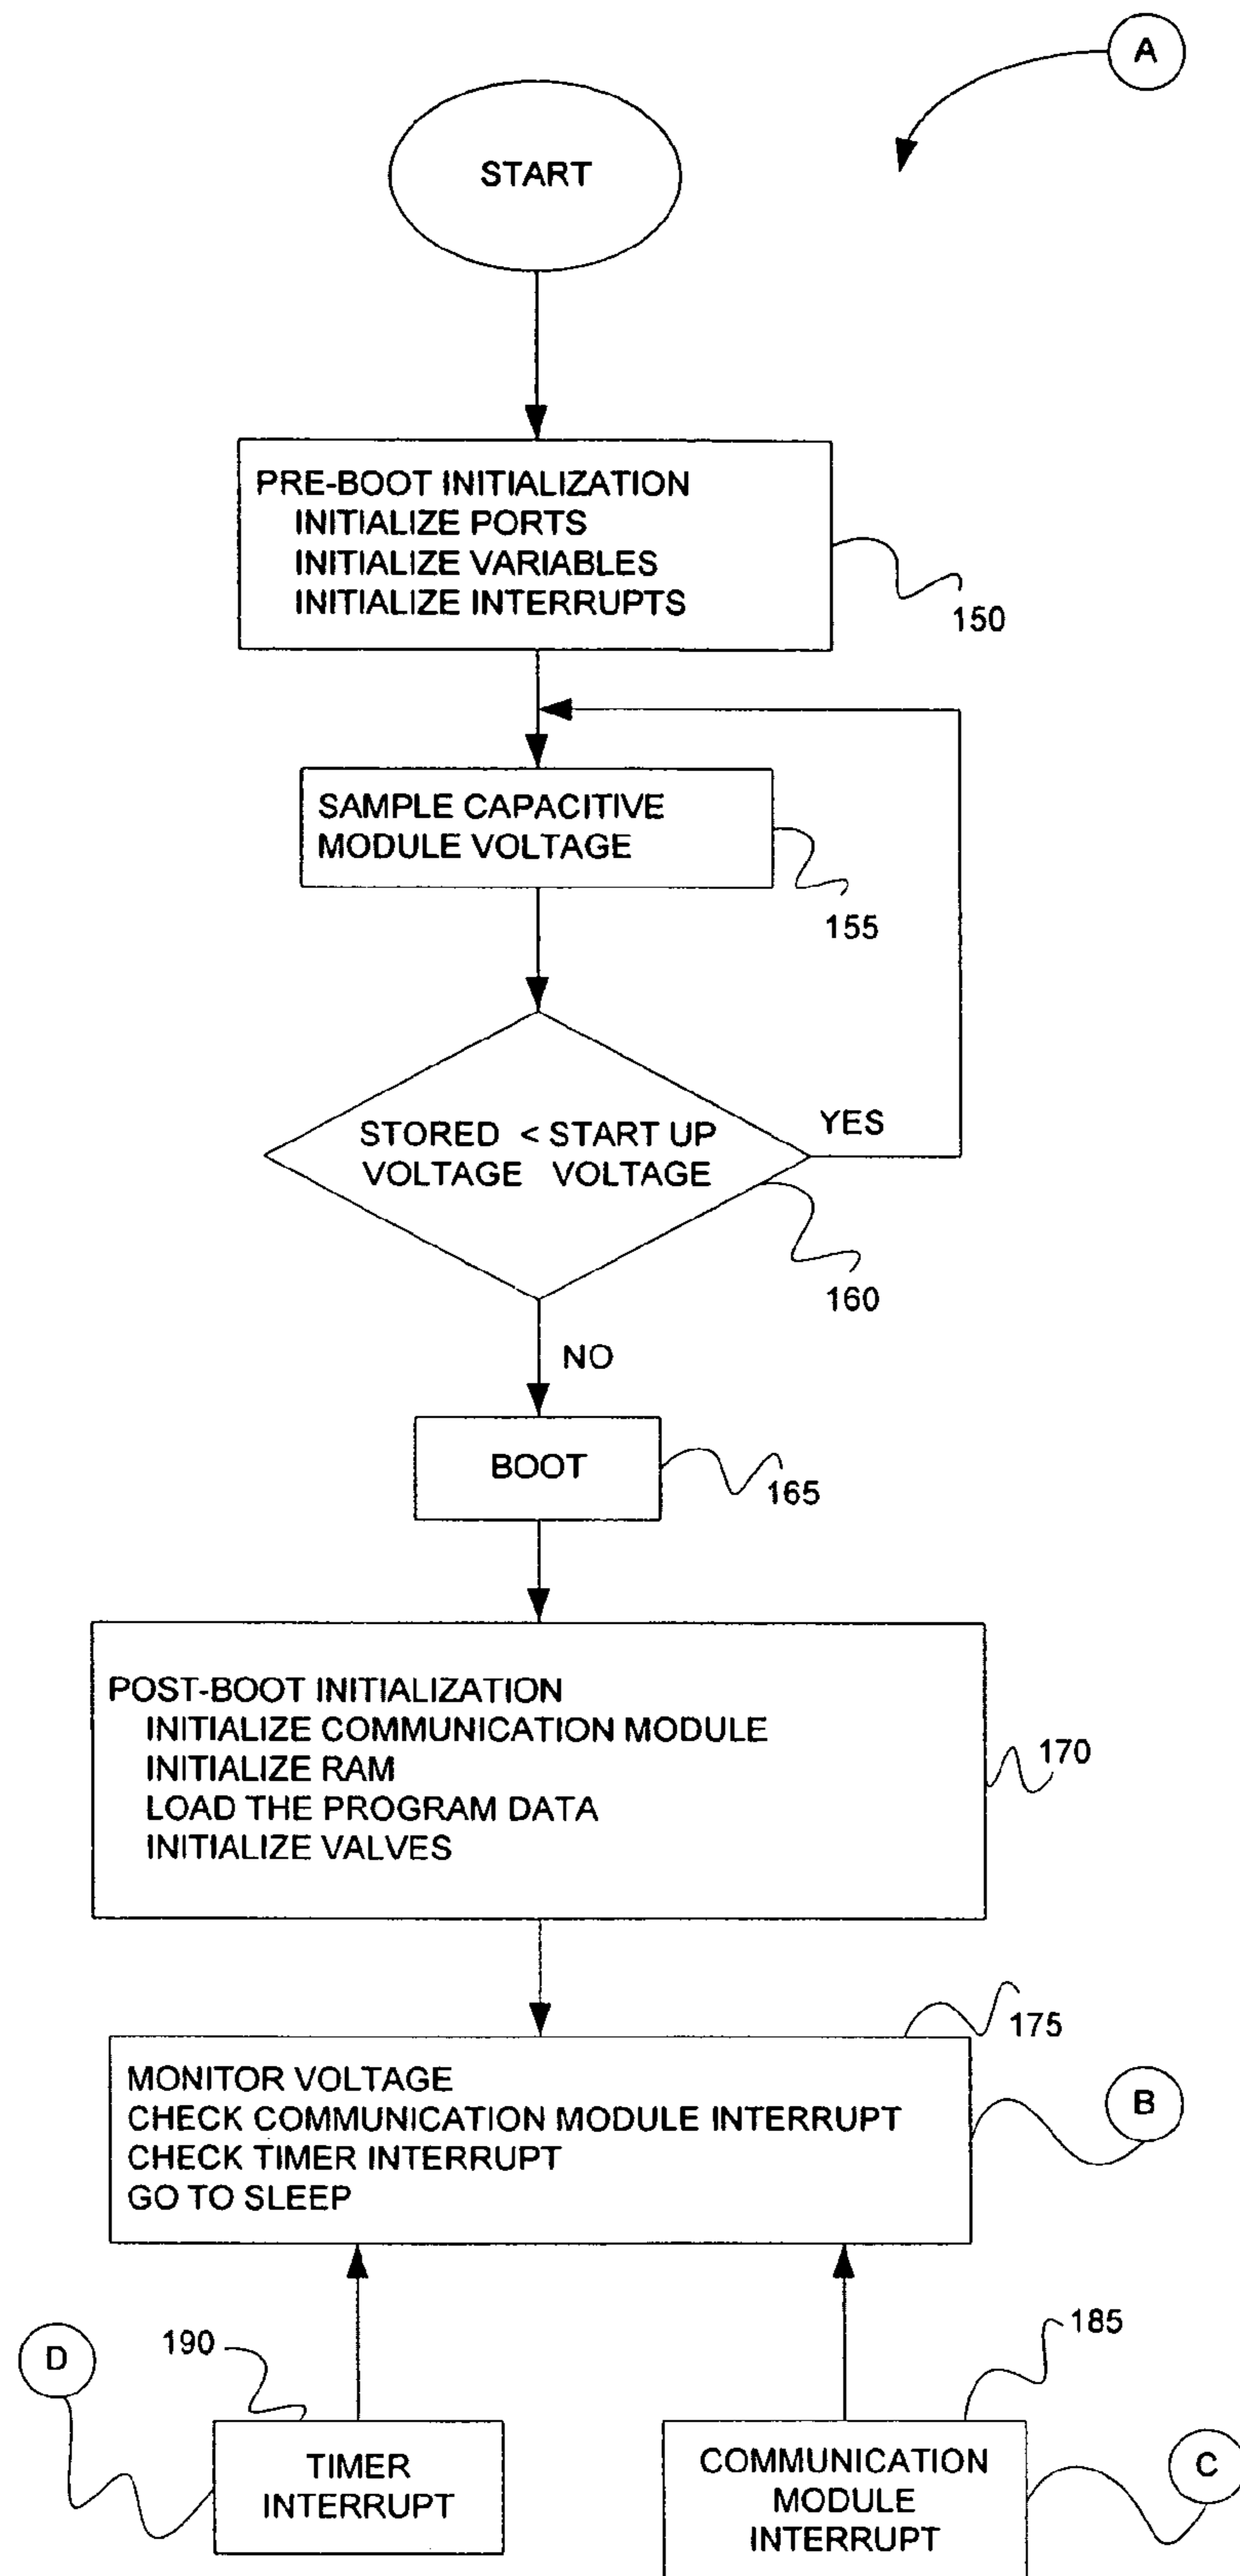 A
START
PRE-BOOT INITIALIZATION
INITIALIZE PORTS
INITIALIZE VARIABLES
INITIALIZE INTERRUPTS
150
SAMPLE CAPACITIVE
MODULE VOLTAGE
155
STORED < START UP
VOLTAGE VOLTAGE
YES
160
NO
BOOT
165
POST-BOOT INITIALIZATION
INITIALIZE COMMUNICATION MODULE
INITIALIZE RAM
LOAD THE PROGRAM DATA
INITIALIZE VALVES
170
175
MONITOR VOLTAGE
CHECK COMMUNICATION MODULE INTERRUPT
CHECK TIMER INTERRUPT
GO TO SLEEP
B
D
190
185
TIMER
INTERRUPT
COMMUNICATION
MODULE
INTERRUPT
C